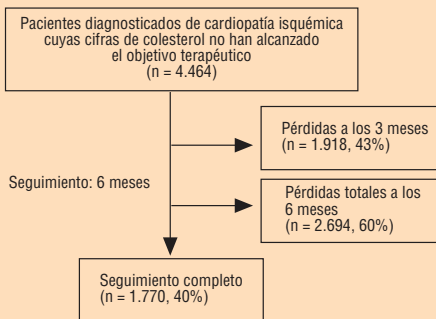 Pacientes diagnosticados de cardiopatía isquémica
cuyas cifras de colesterol no han alcanzado
el objetivo terapéutico
(n = 4.464)
Pérdidas a los 3 meses
(n = 1.918, 43%)
Seguimiento: 6 meses
Pérdidas totales a los
6 meses
(n = 2.694, 60%)
Seguimiento completo
(n = 1.770, 40%)